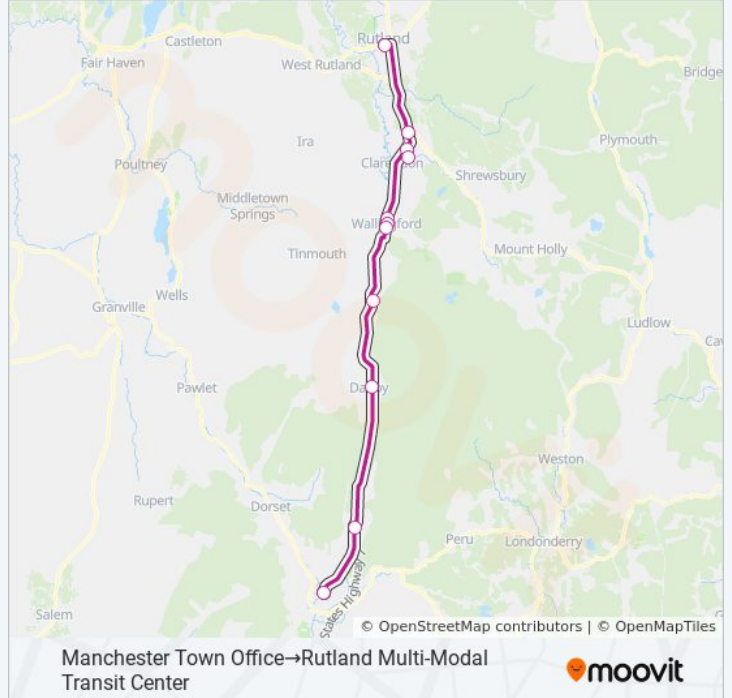 Rutland
Castleton
Fair Haven
West Rutland
Bridge
Ira
Plymouth
Poultney
Clarendon
Shrewsbury
Middletown
Springs
Wallingford
Mount Holly
Tinmouth
Wells
Granville
Ludlow
Cav
Pawlet
Danby
Weston
Rupert
Dorset
Peru
Londonderry
States Highway 7
Salem
© OpenStreetMap contributors | © OpenMapTiles
Manchester Town Office→Rutland Multi-Modal
Transit Center
moovit